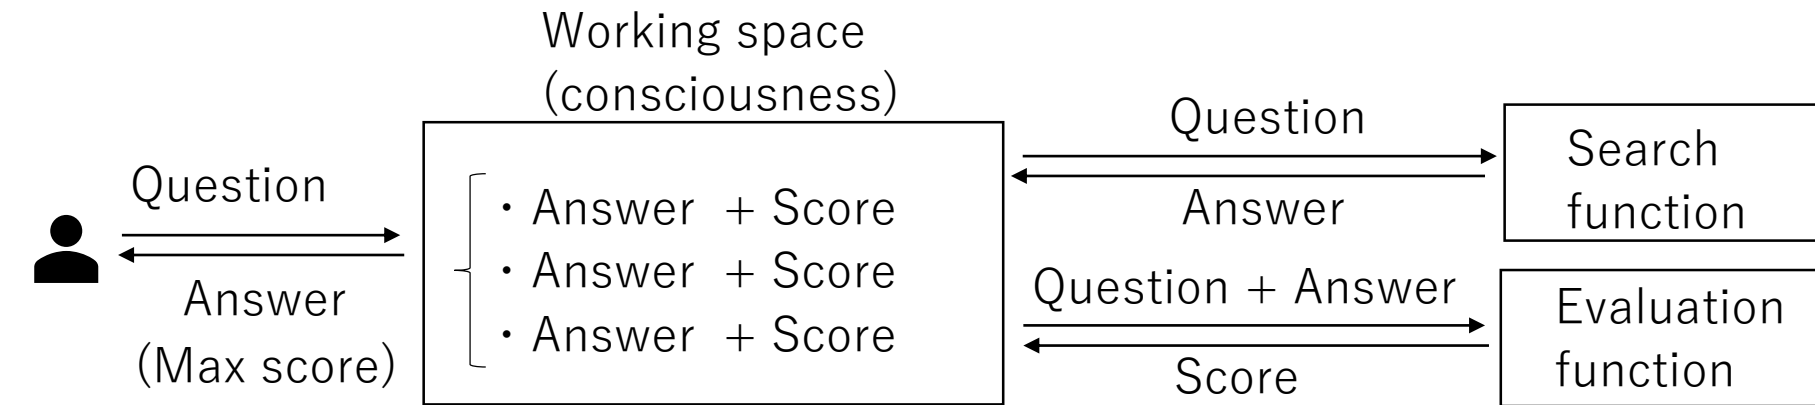 Working space
(consciousness)
Question
Answer
(Max score)
・Answer + Score
・Answer + Score
・Answer + Score
Question
Answer
Question + Answer
Score
Search
function
Evaluation
function